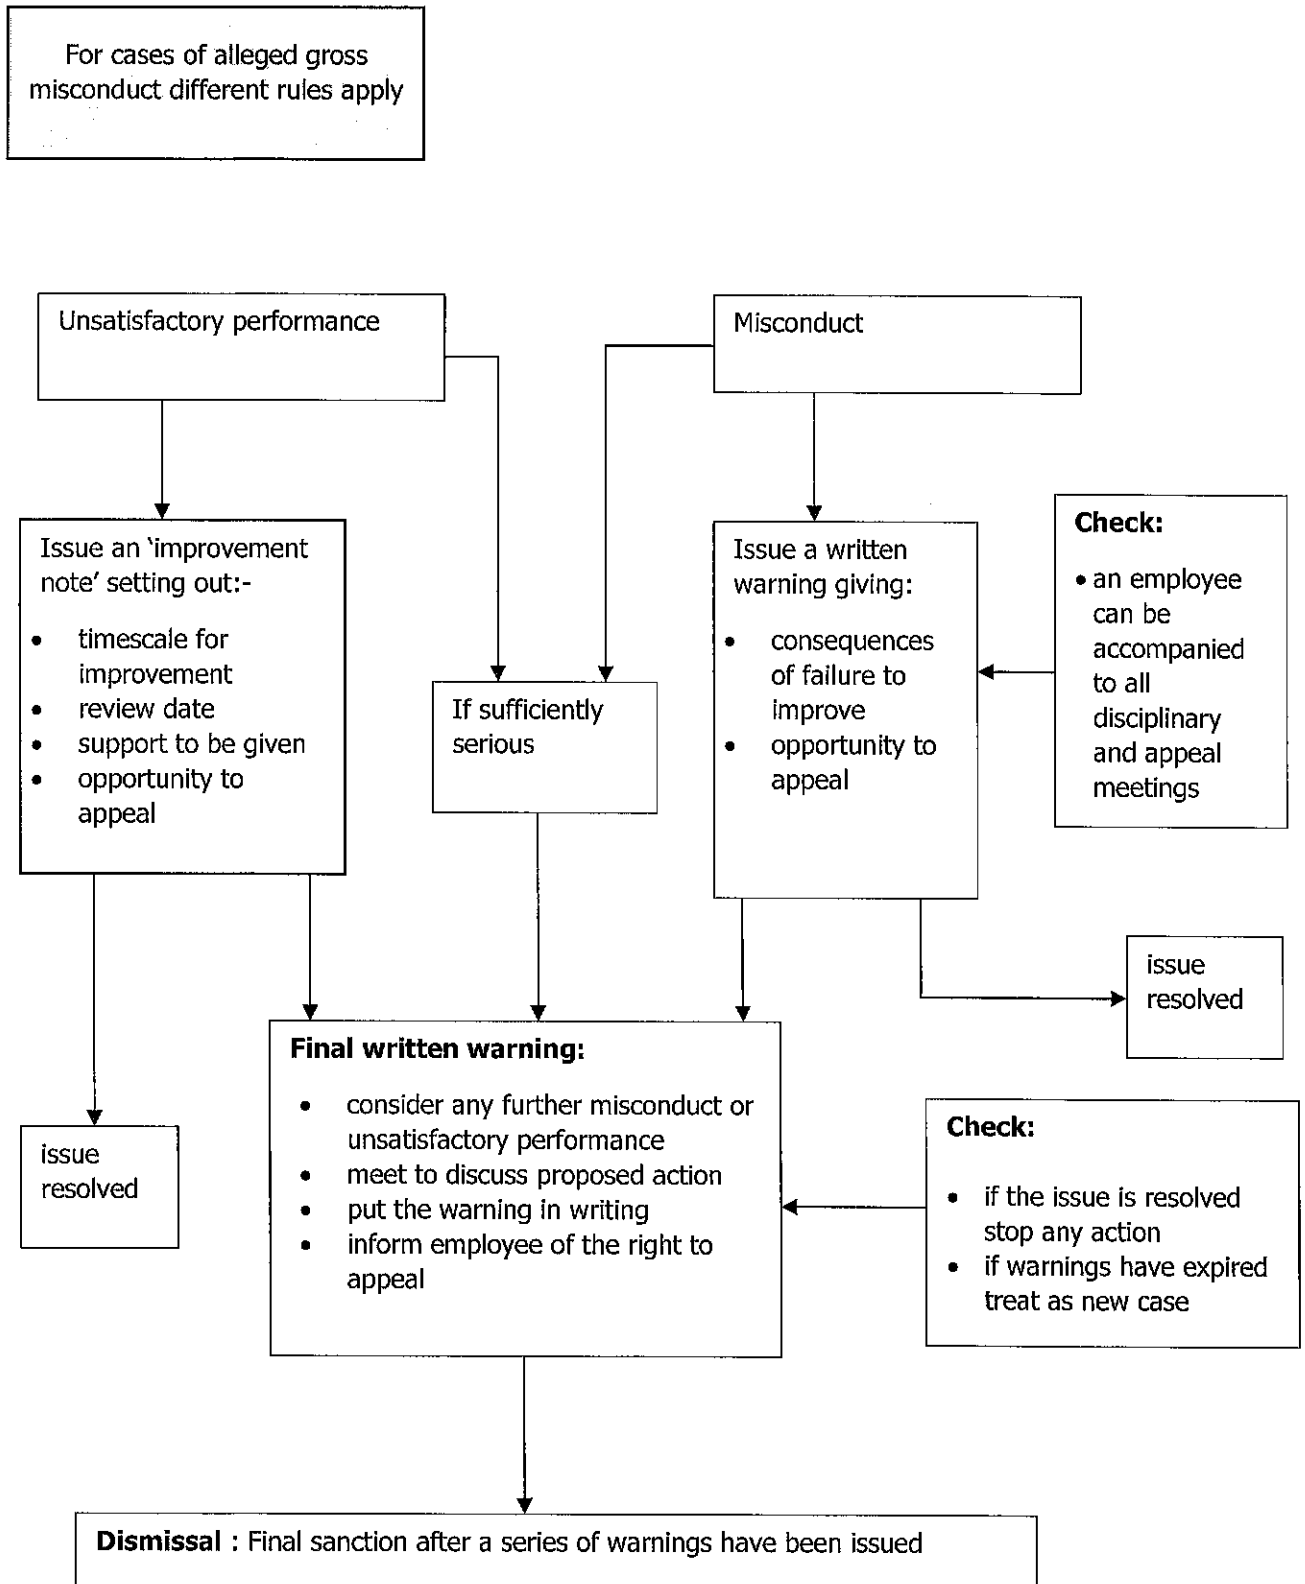 For cases of alleged gross
misconduct different rules apply
Unsatisfactory performance
Misconduct
Issue an ‘improvement
note’ setting out:-
• timescale for
improvement
• review date
• support to be given
• opportunity to
appeal
If sufficiently
serious
Issue a written
warning giving:
• consequences
of failure to
improve
• opportunity to
appeal
Check:
• an employee
can be
accompanied
to all
disciplinary
and appeal
meetings
issue
resolved
issue
resolved
Final written warning:
• consider any further misconduct or
unsatisfactory performance
• meet to discuss proposed action
• put the warning in writing
• inform employee of the right to
appeal
Check:
• if the issue is resolved
stop any action
• if warnings have expired
treat as new case
Dismissal : Final sanction after a series of warnings have been issued